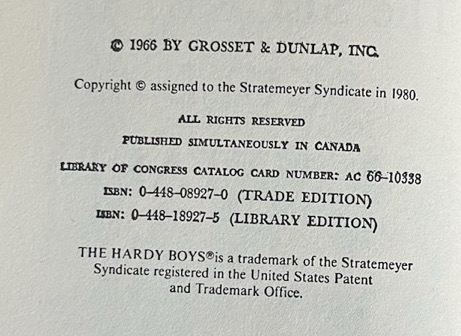 © 1966 BY GROSSET & DUNLAP, INC.
Copyright © assigned to the Stratemeyer Syndicate in 1980.
ALL RIGHTS RESERVED
PUBLISHED SIMULTANEOUSLY IN CANADA
LIBRARY OF CONGRESS CATALOG CARD NUMBER: AC 66-10338
ISBN: 0-448-08927-0 (TRADE EDITION)
ISBN: 0-448-18927-5 (LIBRARY EDITION)
THE HARDY BOYS® is a trademark of the Stratemeyer
Syndicate registered in the United States Patent
and Trademark Office.